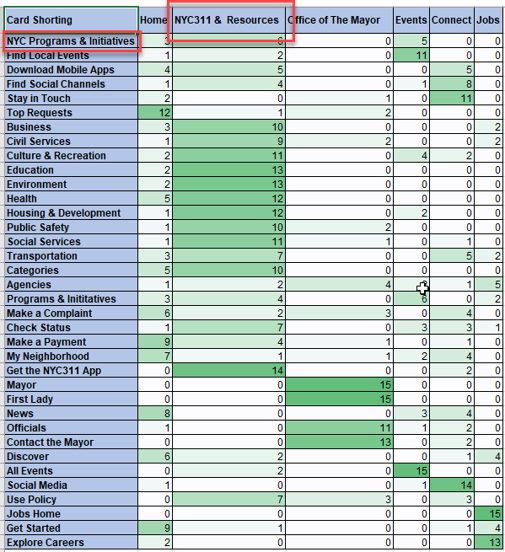 Card Shorting Home NYC311 & Resources Office of The Mayor Events Connect Jobs
NYC Programs & Initiatives 3 6 0 5 0 0
Find Local Events 1 2 0 11 0 0
Download Mobile Apps 4 5 0 0 5 0
Find Social Channels 1 4 0 1 8 0
Stay in Touch 2 0 1 0 11 0
Top Requests 12 1 2 0 0 0
Business 3 10 0 0 0 2
Civil Services 1 9 2 0 0 2
Culture & Recreation 2 11 0 4 2 0
Education 2 13 0 0 0 0
Environment 2 13 0 0 0 0
Health 5 12 0 0 0 0
Housing & Development 1 12 0 2 0 0
Public Safety 1 10 2 0 0 0
Social Services 1 11 1 0 1 0
Transportation 3 7 0 0 5 2
Categories 5 10 0 0 0 0
Agencies 1 2 4 1 5
Programs & Inititatives 3 4 0 6 0 2
Make a Complaint 6 2 3 0 4 0
Check Status 1 7 0 3 3 1
Make a Payment 9 4 1 0 1 0
My Neighborhood 7 1 1 2 4 0
Get the NYC311 App 0 14 0 0 2 0
Mayor 0 0 15 0 0 0
First Lady 0 0 15 0 0 0
News 8 0 0 3 4 0
Officials 1 0 11 1 2 0
Contact the Mayor 0 0 13 0 2 0
Discover 6 2 0 0 1 4
All Events 0 2 0 15 0 0
Social Media 1 0 0 1 14 0
Use Policy 0 7 3 0 3 0
Jobs Home 0 0 0 0 0 15
Get Started 9 1 0 0 1 4
Explore Careers 2 0 0 0 0 13